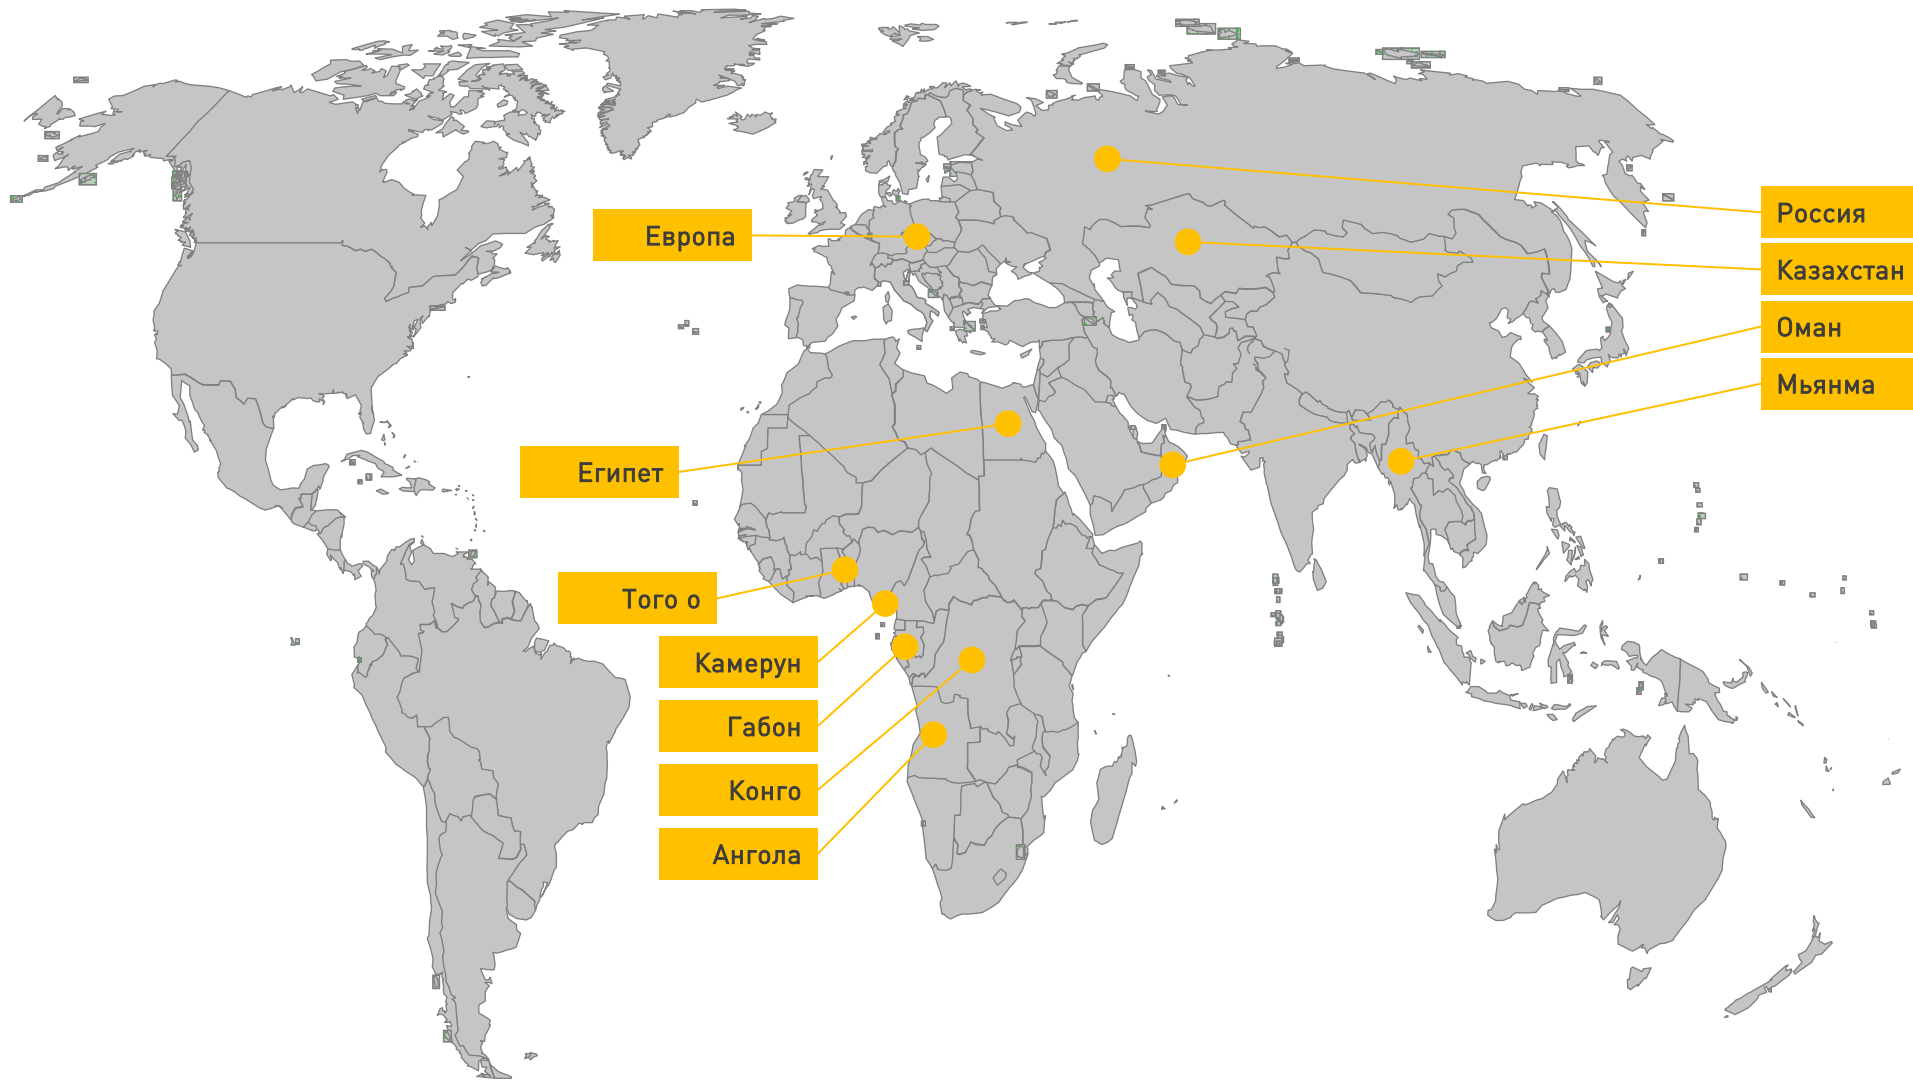 Россия
Европа
Казахстан
Оман
Мьянма
Египет
Того о
Камерун
Габон
Конго
Ангола